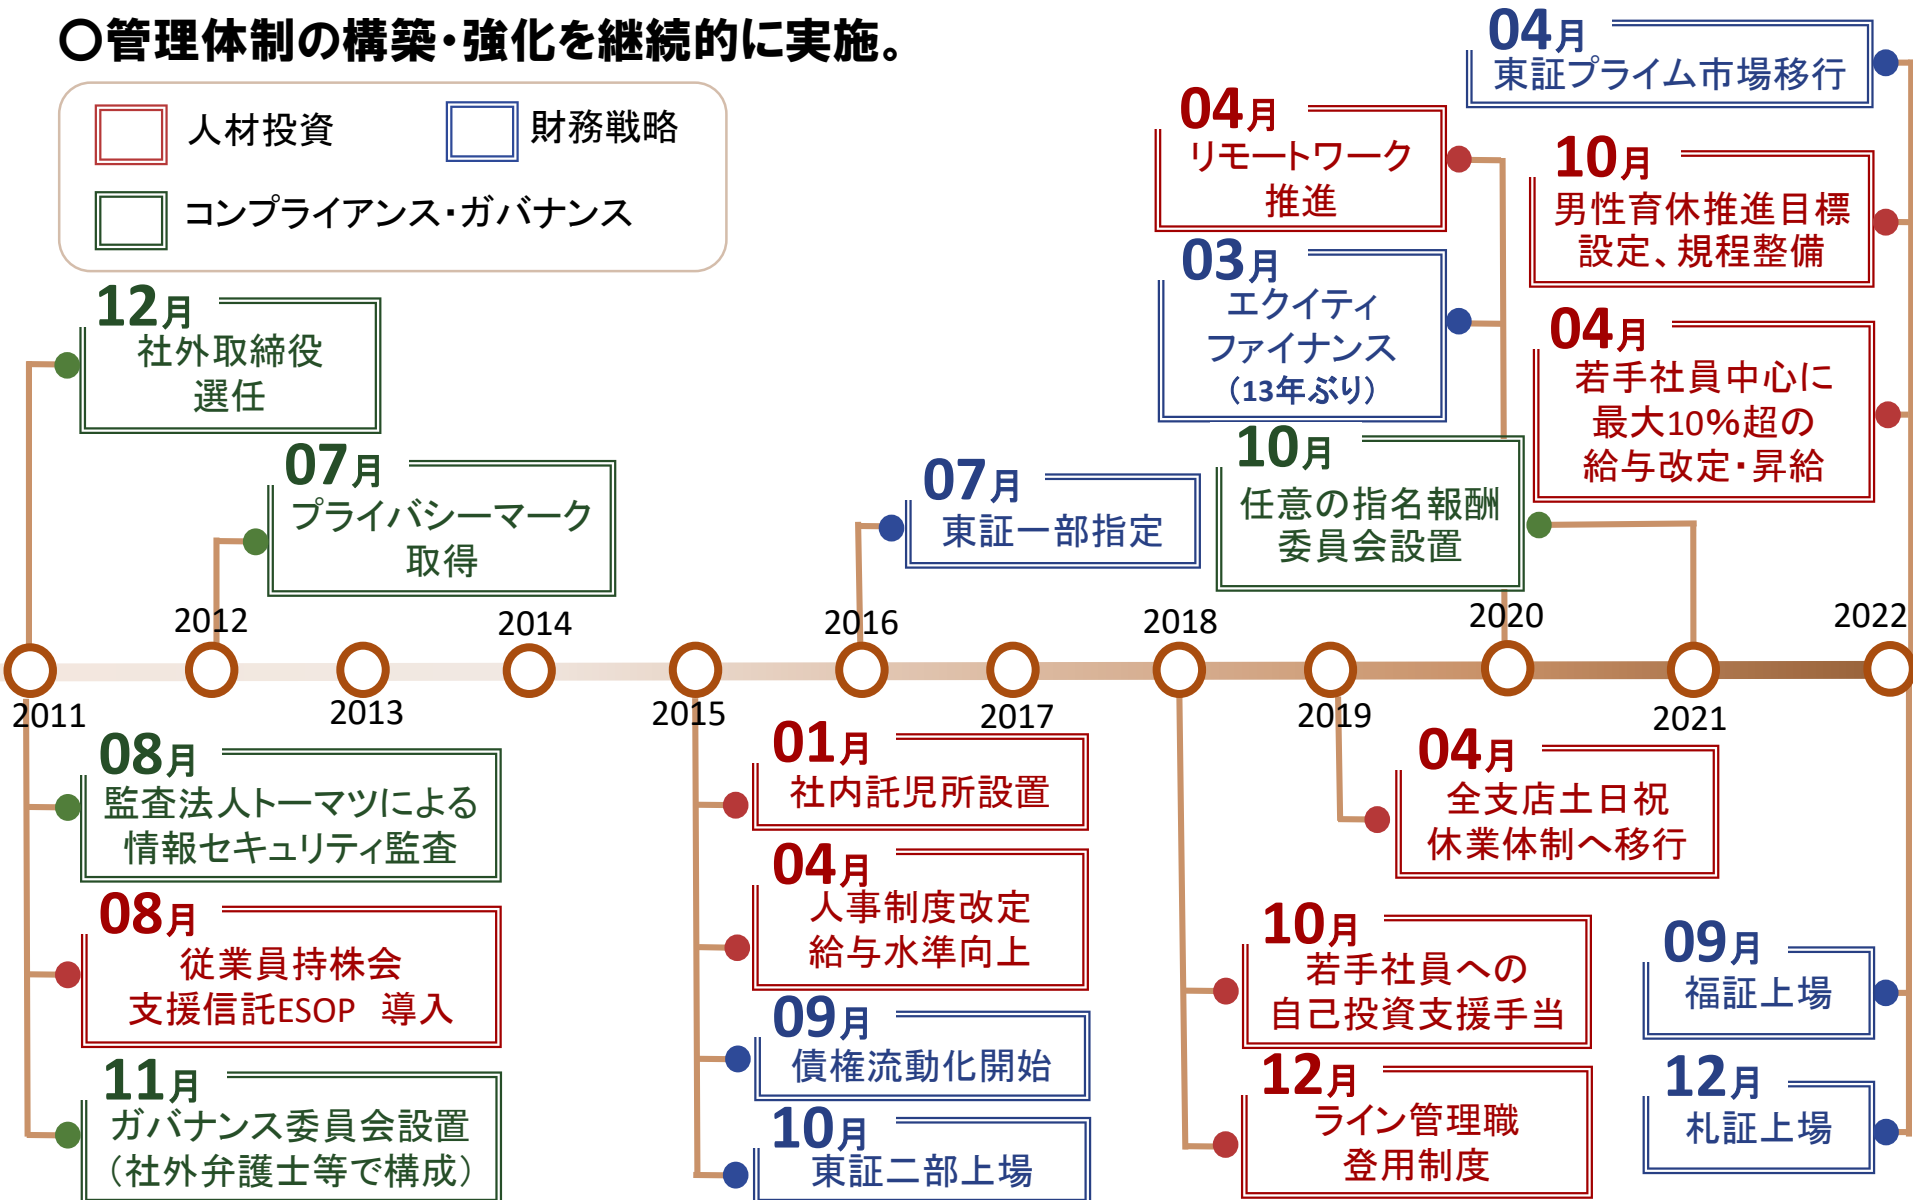 〇管理体制の構築・強化を継続的に実施。
人材投資
財務戦略
コンプライアンス・ガバナンス
12月
社外取締役
選任
07月
プライバシーマーク
取得
07月
東証一部指定
04月
リモートワーク
推進
03月
エクイティ
ファイナンス
（13年ぶり）
10月
任意の指名報酬
委員会設置
04月
東証プライム市場移行
10月
男性育休推進目標
設定、規程整備
04月
若手社員中心に
最大10%超の
給与改定・昇給
2011
2012
2013
2014
2015
2016
2017
2018
2019
2020
2021
2022
08月
監査法人トーマツによる
情報セキュリティ監査
08月
従業員持株会
支援信託ESOP　導入
11月
ガバナンス委員会設置
（社外弁護士等で構成）
01月
社内託児所設置
04月
人事制度改定
給与水準向上
09月
債権流動化開始
10月
東証二部上場
10月
若手社員への
自己投資支援手当
12月
ライン管理職
登用制度
04月
全支店土日祝
休業体制へ移行
09月
福証上場
12月
札証上場